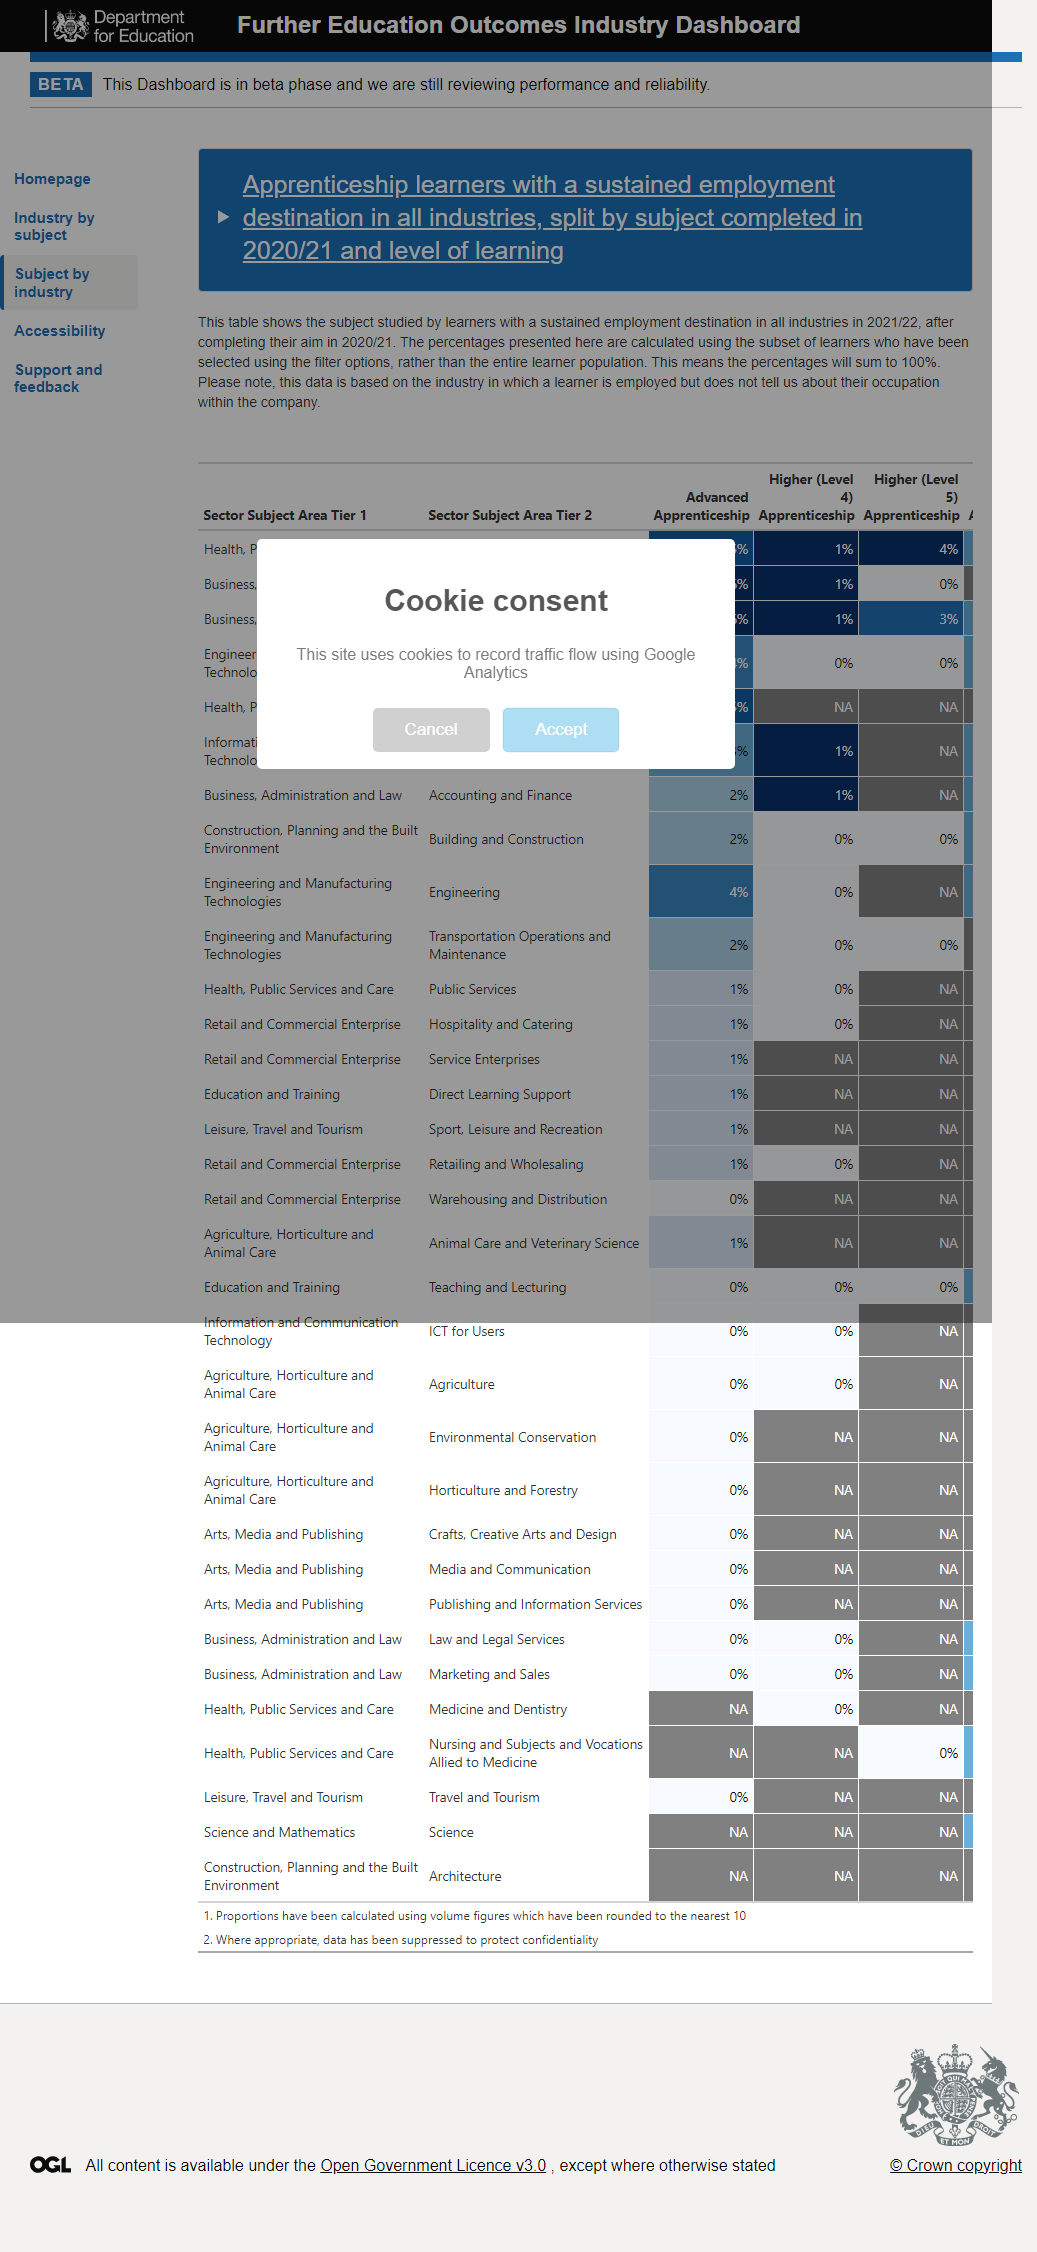 Department
for Education
Further Education Outcomes Industry Dashboard
BETA This Dashboard is in beta phase and we are still reviewing performance and reliability.
Homepage
Industry by
subject
Subject by
industry
Accessibility
Support and
feedback
Apprenticeship learners with a sustained employment
destination in all industries, split by subject completed in
2020/21 and level of learning
This table shows the subject studied by learners with a sustained employment destination in all industries in 2021/22, after
completing their aim in 2020/21. The percentages presented here are calculated using the subset of learners who have been
selected using the filter options, rather than the entire learner population. This means the percentages will sum to 100%.
Please note, this data is based on the industry in which a learner is employed but does not tell us about their occupation
within the company.
Sector Subject Area Tier 1 Sector Subject Area Tier 2 Advanced Apprenticeship Higher (Level 4) Apprenticeship Higher (Level 5) Apprenticeship
Health, P % 1% 4%
Business, % 1% 0%
Business, % 1% 3%
Engineer
Technolo % 0% 0%
Health, P % NA NA
Informati
Technolo % 1% NA
Cookie consent
This site uses cookies to record traffic flow using Google
Analytics
Cancel Accept
Business, Administration and Law Accounting and Finance 2% 1% NA
Construction, Planning and the Built
Environment Building and Construction 2% 0% 0%
Engineering and Manufacturing
Technologies Engineering 4% 0% NA
Engineering and Manufacturing
Technologies Transportation Operations and
Maintenance 2% 0% 0%
Health, Public Services and Care Public Services 1% 0% NA
Retail and Commercial Enterprise Hospitality and Catering 1% 0% NA
Retail and Commercial Enterprise Service Enterprises 1% NA NA
Education and Training Direct Learning Support 1% NA NA
Leisure, Travel and Tourism Sport, Leisure and Recreation 1% NA NA
Retail and Commercial Enterprise Retailing and Wholesaling 1% 0% NA
Retail and Commercial Enterprise Warehousing and Distribution 0% NA NA
Agriculture, Horticulture and
Animal Care Animal Care and Veterinary Science 1% NA NA
Education and Training Teaching and Lecturing 0% 0% 0%
Information and Communication
Technology ICT for Users 0% 0% NA
Agriculture, Horticulture and
Animal Care Agriculture 0% 0% NA
Agriculture, Horticulture and
Animal Care Environmental Conservation 0% NA NA
Agriculture, Horticulture and
Animal Care Horticulture and Forestry 0% NA NA
Arts, Media and Publishing Crafts, Creative Arts and Design 0% NA NA
Arts, Media and Publishing Media and Communication 0% NA NA
Arts, Media and Publishing Publishing and Information Services 0% NA NA
Business, Administration and Law Law and Legal Services 0% 0% NA
Business, Administration and Law Marketing and Sales 0% 0% NA
Health, Public Services and Care Medicine and Dentistry NA 0% NA
Health, Public Services and Care Nursing and Subjects and Vocations
Allied to Medicine NA NA 0%
Leisure, Travel and Tourism Travel and Tourism 0% NA NA
Science and Mathematics Science NA NA NA
Construction, Planning and the Built
Environment Architecture NA NA NA
1. Proportions have been calculated using volume figures which have been rounded to the nearest 10
2. Where appropriate, data has been suppressed to protect confidentiality
OGL All content is available under the Open Government Licence v3.0 , except where otherwise stated
© Crown copyright